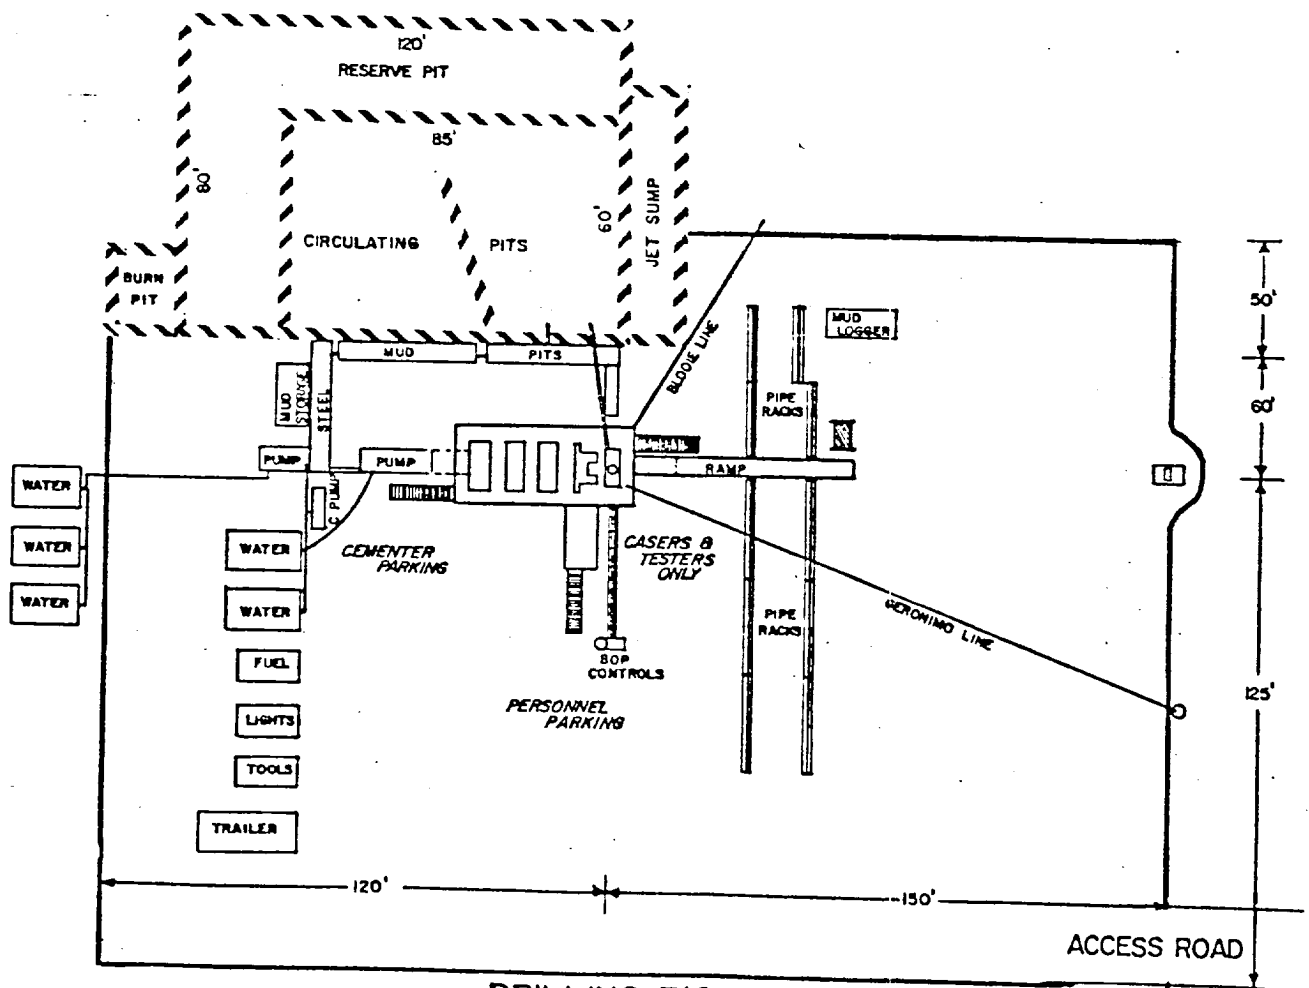 120'
RESERVE PIT
85'
80'
60'
JET SUMP
CIRCULATING PITS
BURN
PIT
50'
MUD
LOGGER
MUD PITS
BLOOIE LINE
MUD
STORAGE
STEEL
PIPE
RACKS
60'
PUMP
PUMP
RAMP
WATER
C PUMP
WATER
WATER
WATER
CEMENTER
PARKING
CASERS &
TESTERS
ONLY
WATER
GERONIMO LINE
PIPE
RACKS
FUEL
BOP
CONTROLS
125'
LIGHTS
PERSONNEL
PARKING
TOOLS
TRAILER
120'
150'
ACCESS ROAD